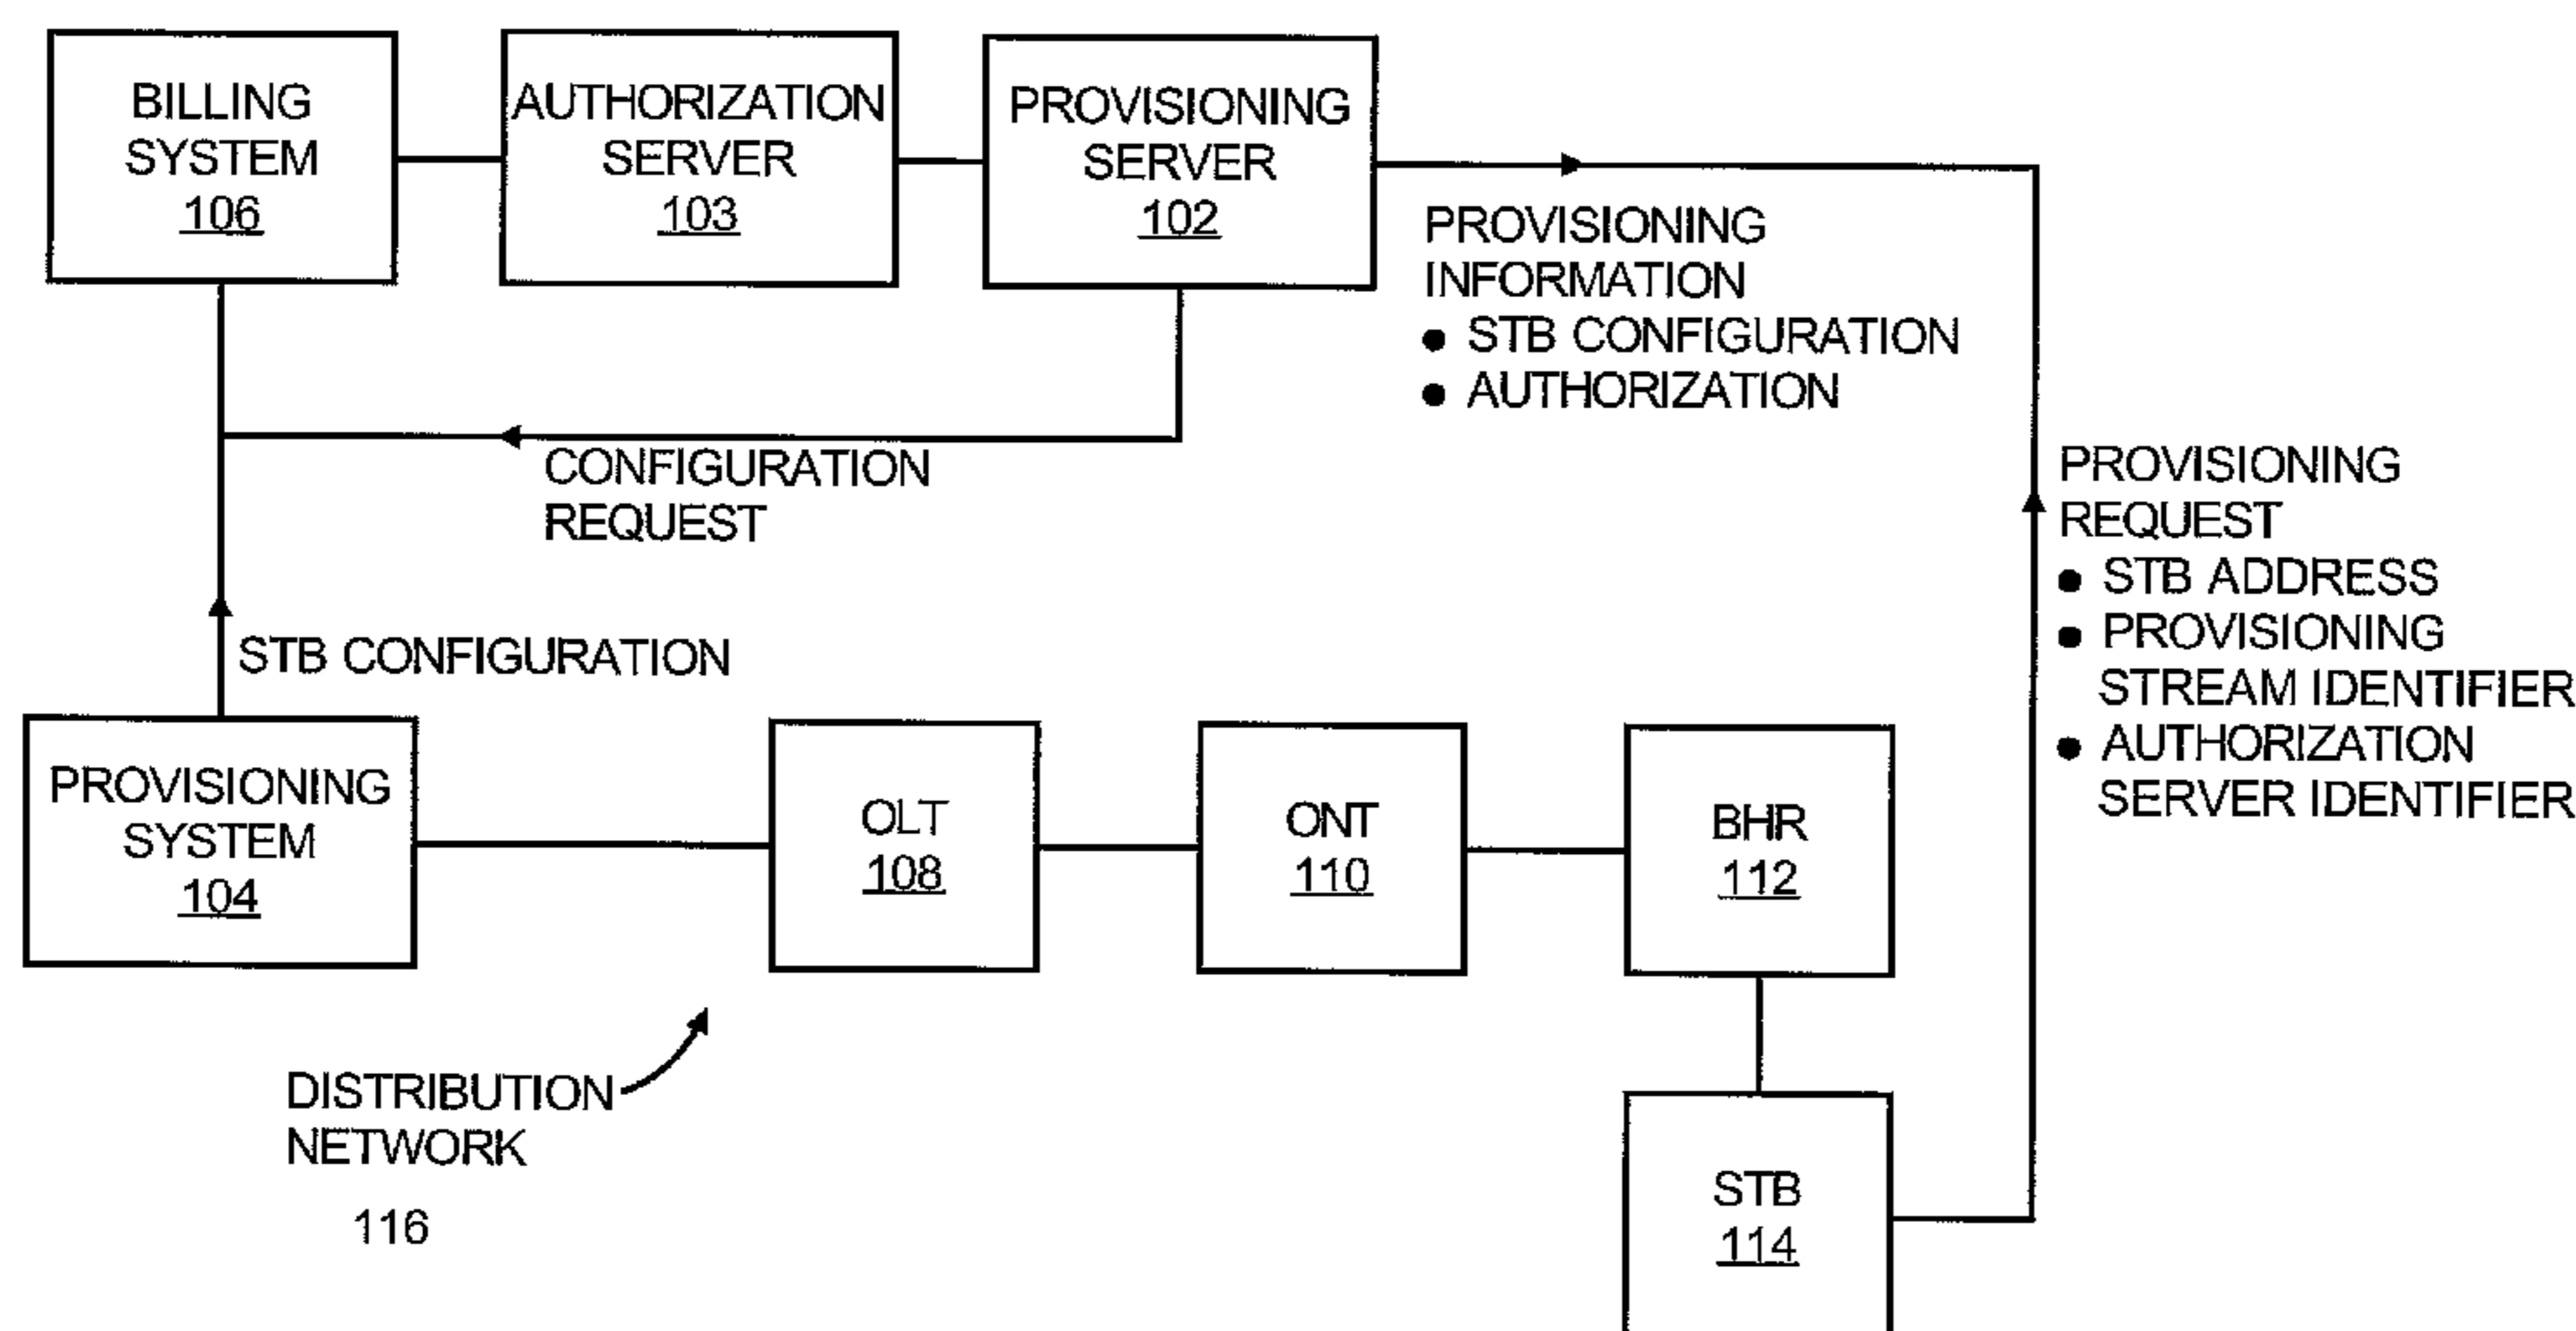 BILLING
SYSTEM
106
AUTHORIZATION
SERVER
103
PROVISIONING
SERVER
102
PROVISIONING
INFORMATION
● STB CONFIGURATION
● AUTHORIZATION
CONFIGURATION
REQUEST
PROVISIONING
REQUEST
● STB ADDRESS
● PROVISIONING
STREAM IDENTIFIER
● AUTHORIZATION
SERVER IDENTIFIER
STB CONFIGURATION
PROVISIONING
SYSTEM
104
OLT
108
ONT
110
BHR
112
DISTRIBUTION
NETWORK
116
STB
114